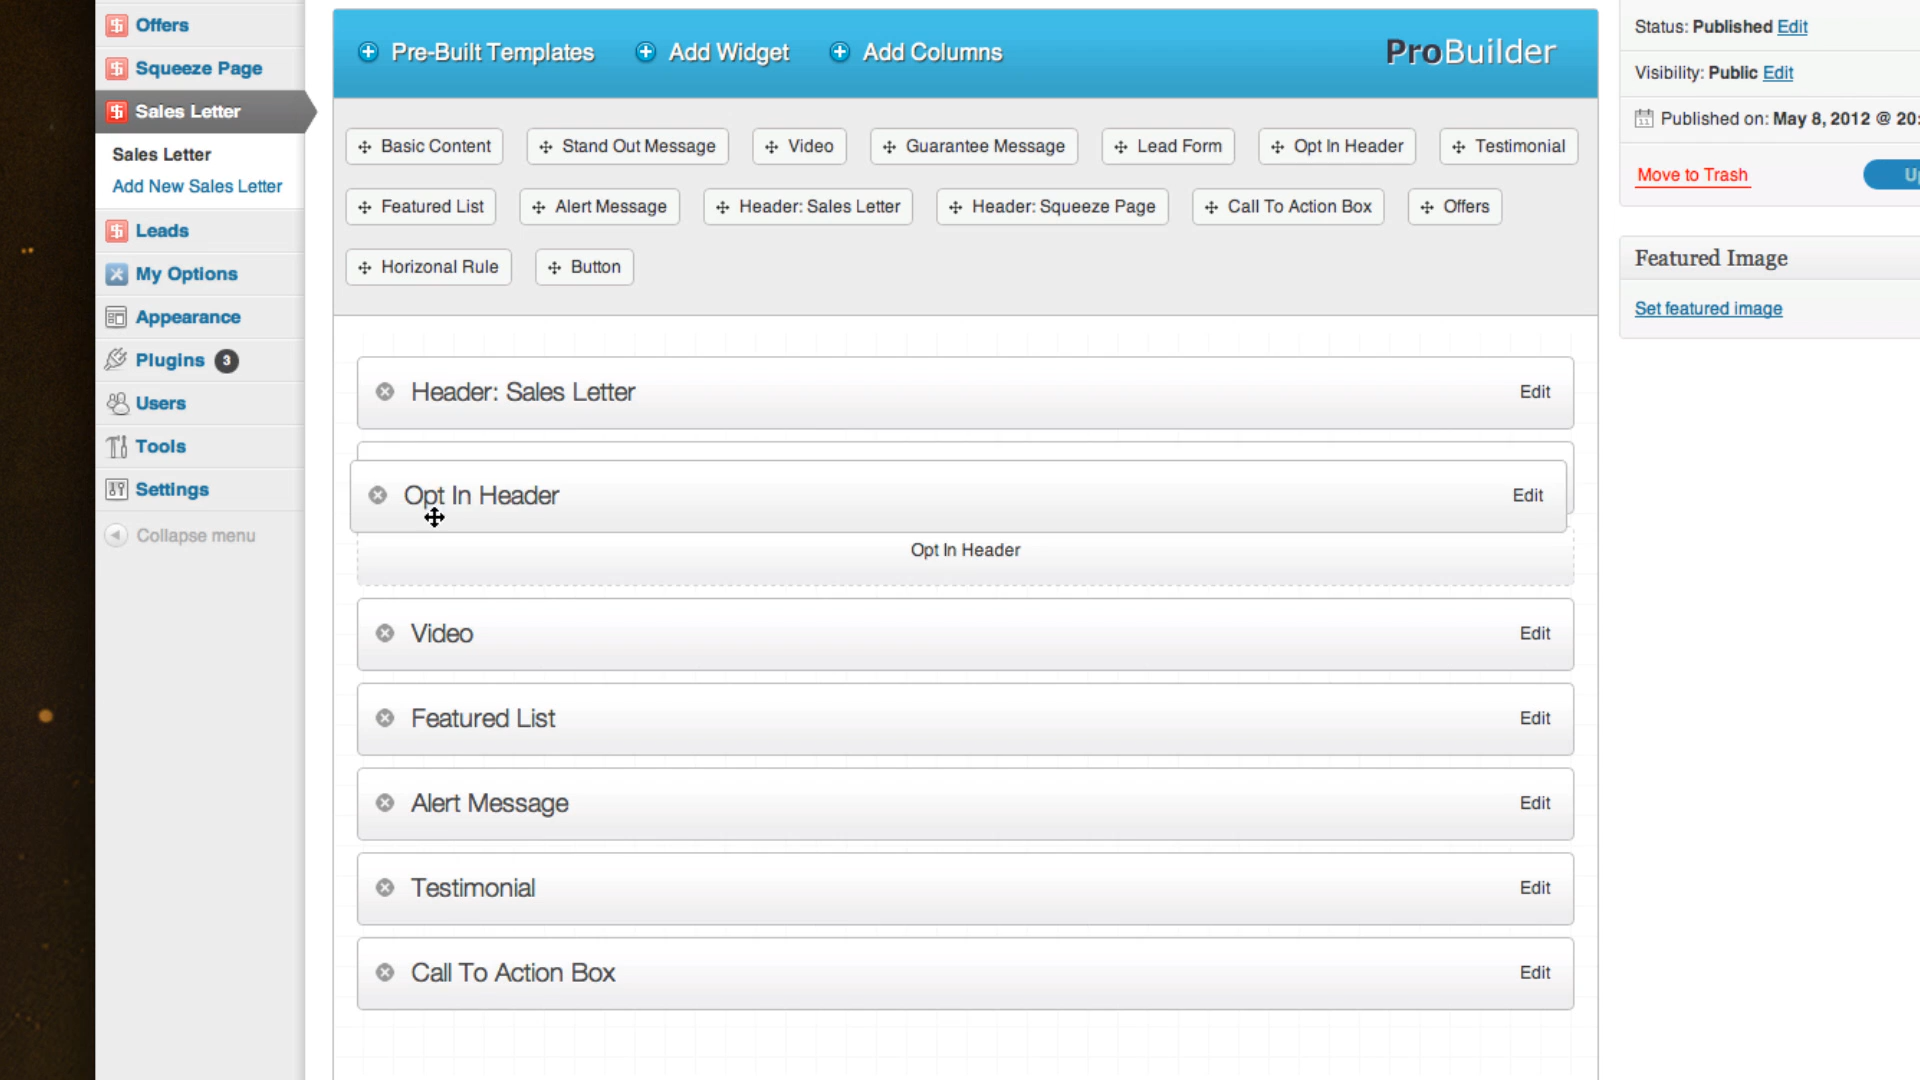 Offers
Squeeze Page
Sales Letter
Sales Letter
Add New Sales Letter
Leads
My Options
Appearance
Plugins 3
Users
Tools
Settings
Collapse menu
Pre-Built Templates Add Widget Add Columns ProBuilder
Basic Content Stand Out Message Video Guarantee Message Lead Form Opt In Header Testimonial
Featured List Alert Message Header: Sales Letter Header: Squeeze Page Call To Action Box Offers
Horizonal Rule Button
Header: Sales Letter Edit
Opt In Header Edit
Opt In Header
Video Edit
Featured List Edit
Alert Message Edit
Testimonial Edit
Call To Action Box Edit
Status: Published Edit
Visibility: Public Edit
Published on: May 8, 2012 @ 20:
Move to Trash
Featured Image
Set featured image